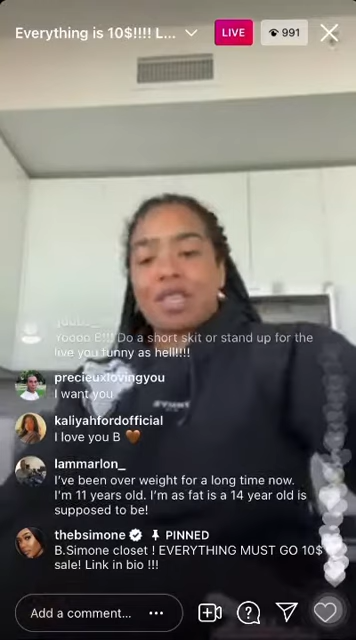 Everything is 10$!!!! L...
LIVE
991
Yoooo B!!! Do a short skit or stand up for the
live you funny as hell!!!!
precieuxlovingyou
I want you
kaliyahfordofficial
I love you B 🤎
lammarlon_
I've been over weight for a long time now.
I'm 11 years old. I'm as fat is a 14 year old is
supposed to be!
thebsimone PINNED
B.Simone closet ! EVERYTHING MUST GO 10$
sale! Link in bio !!!
Add a comment...